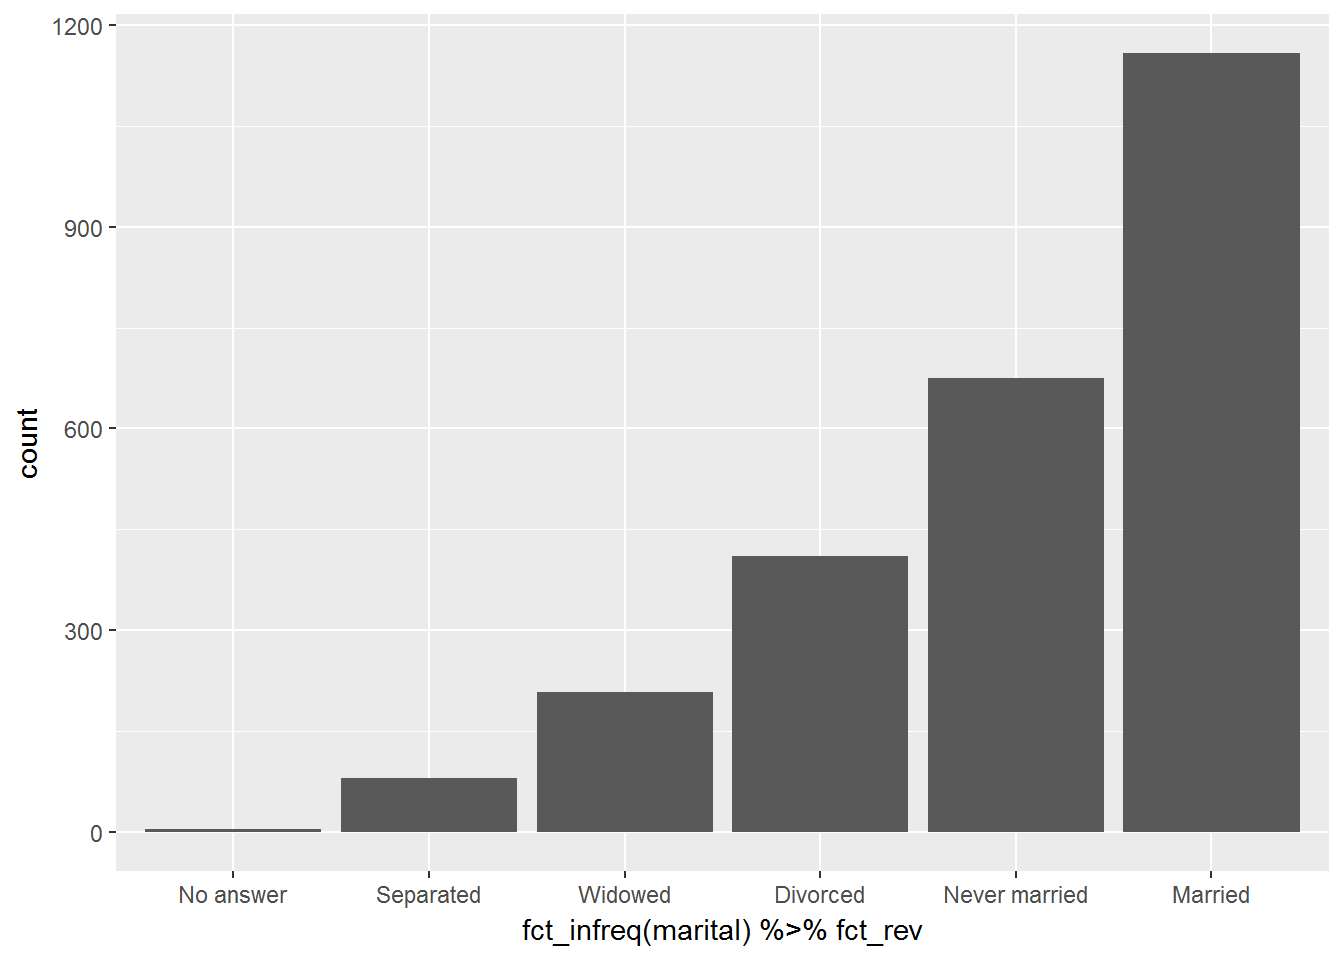 1200
900
600
300
0
count
No answer Separated Widowed Divorced Never married Married
fct_infreq(marital) %>% fct_rev